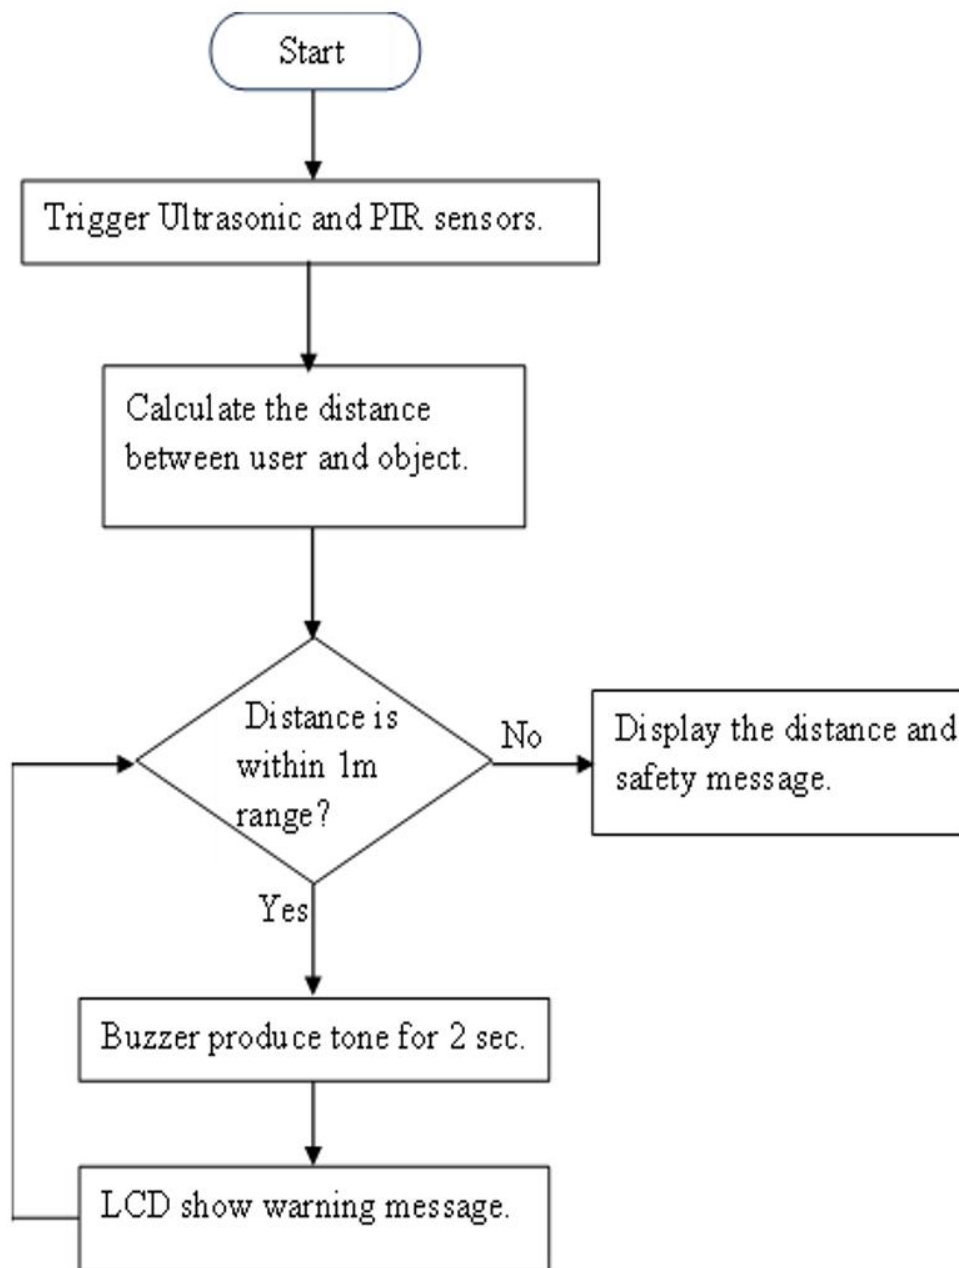 Start
Trigger Ultrasonic and PIR sensors.
Calculate the distance
between user and object.
Distance is
within 1m
range?
No
Display the distance and
safety message.
Yes
Buzzer produce tone for 2 sec.
LCD show warning message.